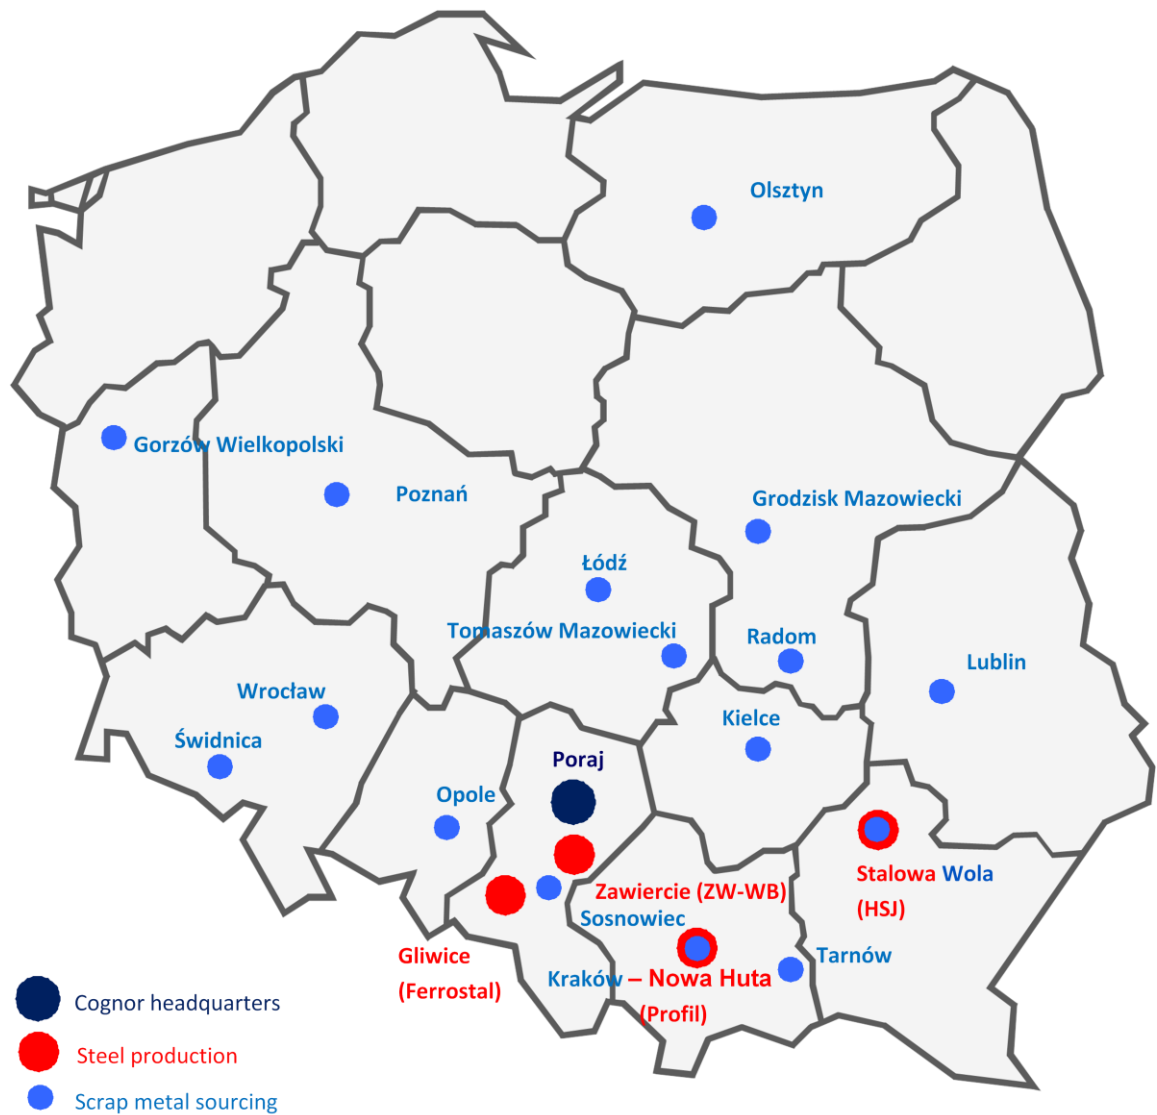 Olsztyn
Gorzów Wielkopolski
Poznań
Grodzisk Mazowiecki
Łódź
Tomaszów Mazowiecki
Radom
Lublin
Wrocław
Kielce
Świdnica
Poraj
Opole
Stalowa Wola
(HSJ)
Zawiercie (ZW-WB)
Sosnowiec
Gliwice
(Ferrostal)
Tarnów
Kraków – Nowa Huta
(Profil)
Cognor headquarters
Steel production
Scrap metal sourcing